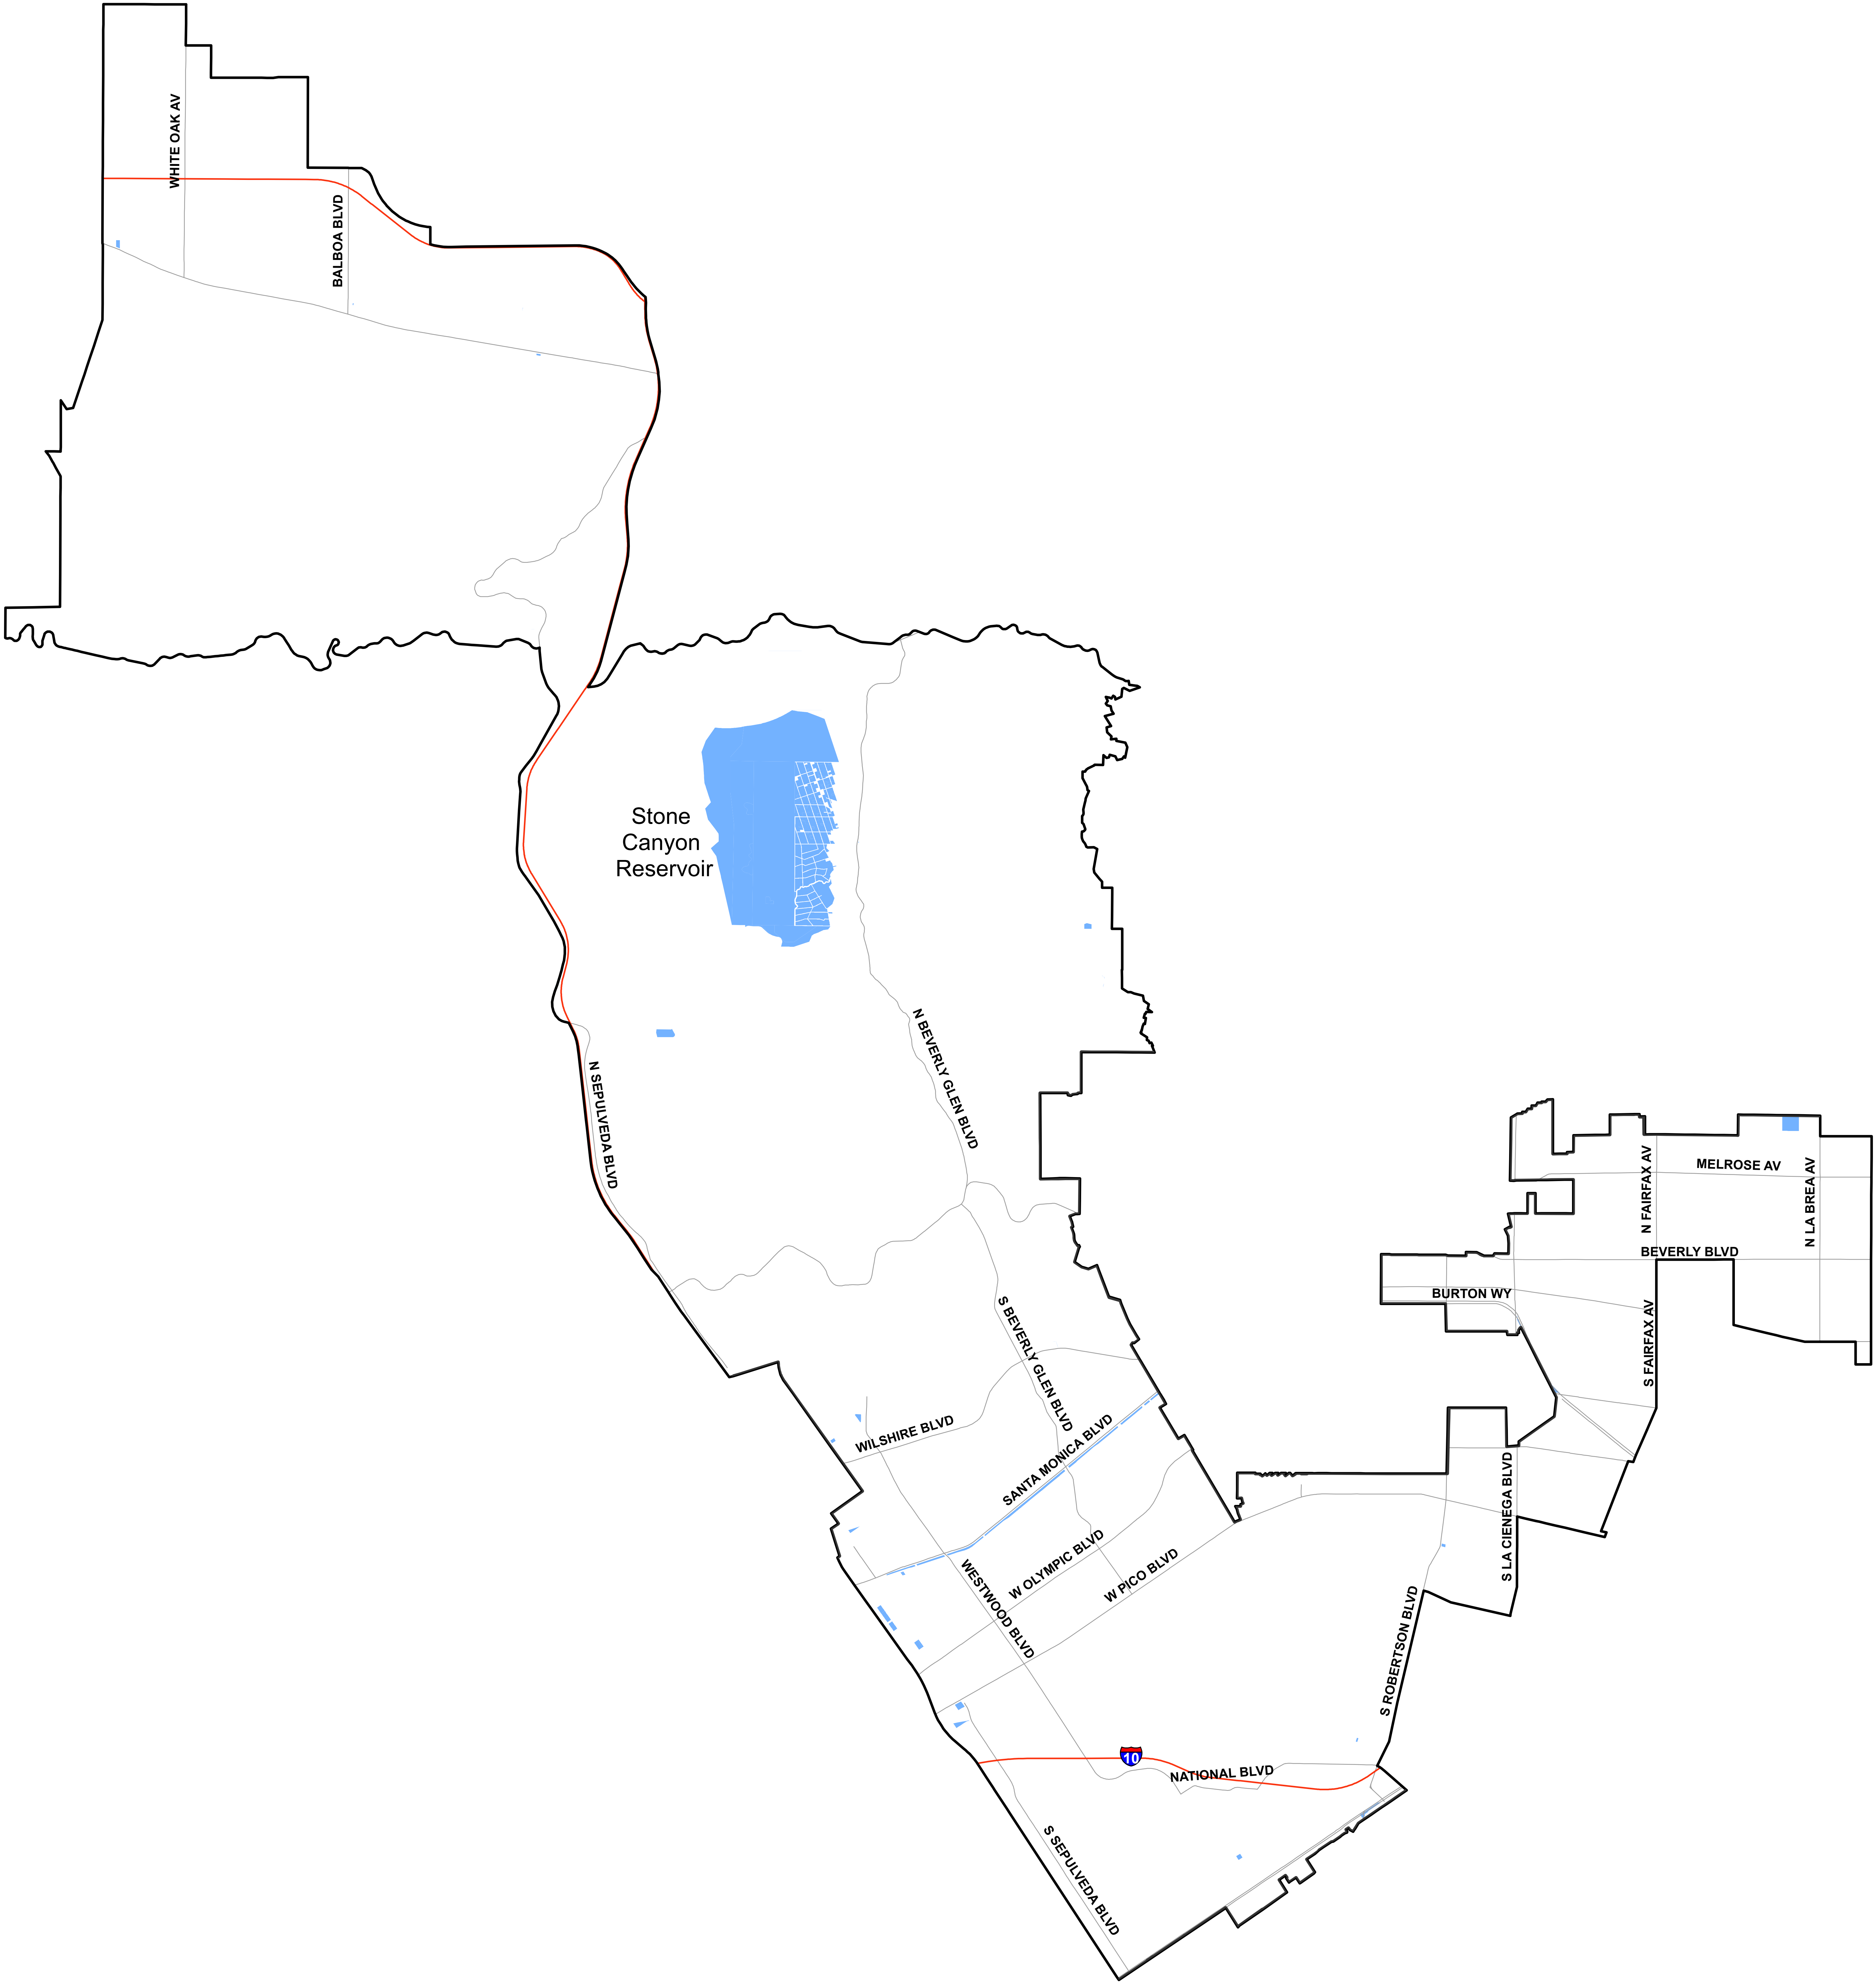 WHITE OAK AV
BALBOA BLVD
Stone
Canyon
Reservoir
N BEVERLY GLEN BLVD
N SEPULVEDA BLVD
MELROSE AV
N FAIRFAX AV
N LA BREA AV
BEVERLY BLVD
BURTON WY
S FAIRFAX AV
S BEVERLY GLEN BLVD
WILSHIRE BLVD
SANTA MONICA BLVD
S LA CIENEGA BLVD
W OLYMPIC BLVD
W PICO BLVD
WESTWOOD BLVD
S ROBERTSON BLVD
10
NATIONAL BLVD
S SEPULVEDA BLVD